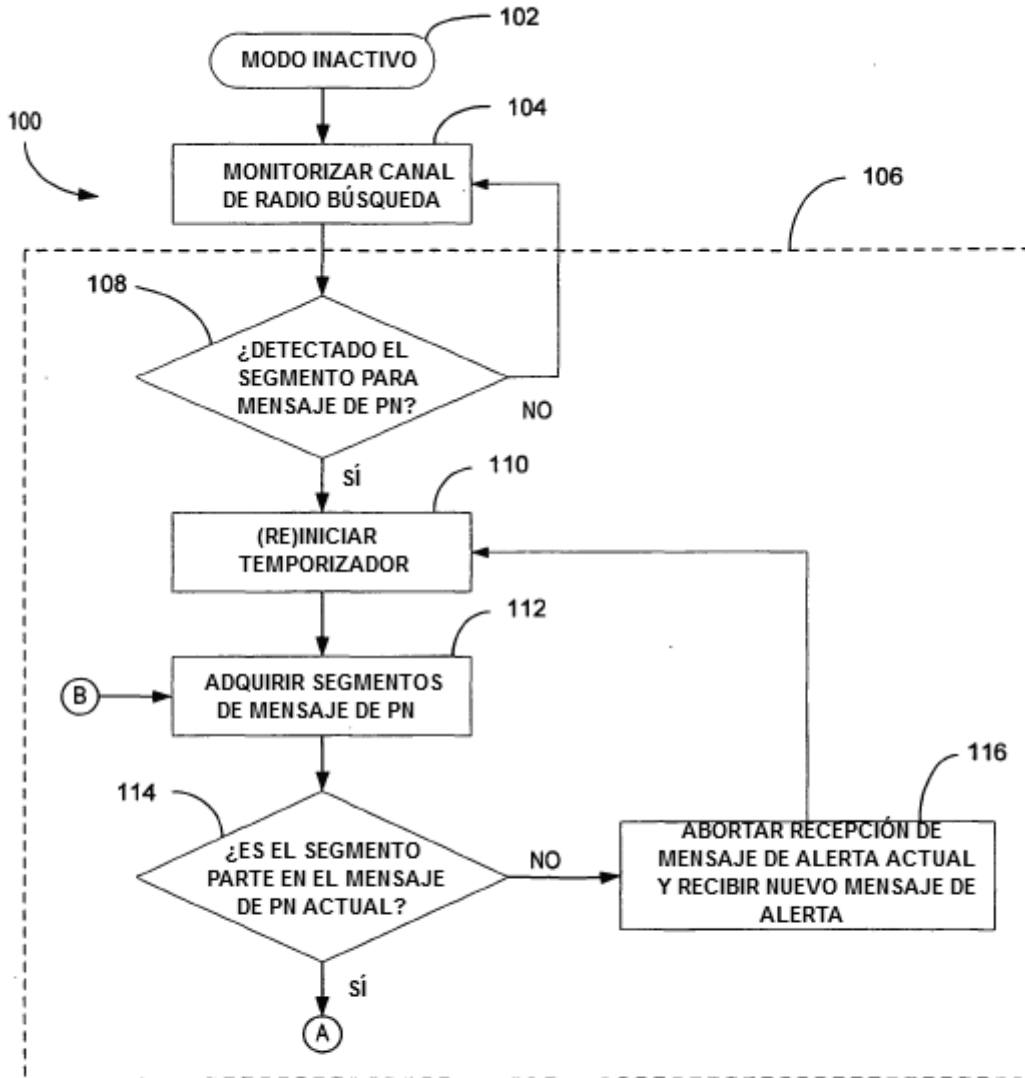 102
MODO INACTIVO
104
100
MONITORIZAR CANAL
DE RADIO BÚSQUEDA
106
108
¿DETECTADO EL
SEGMENTO PARA
MENSAJE DE PN?
NO
SÍ
110
(RE)INICIAR
TEMPORIZADOR
112
B
ADQUIRIR SEGMENTOS
DE MENSAJE DE PN
116
114
¿ES EL SEGMENTO
PARTE EN EL MENSAJE
DE PN ACTUAL?
NO
ABORTAR RECEPCIÓN DE
MENSAJE DE ALERTA ACTUAL
Y RECIBIR NUEVO MENSAJE DE
ALERTA
SÍ
A